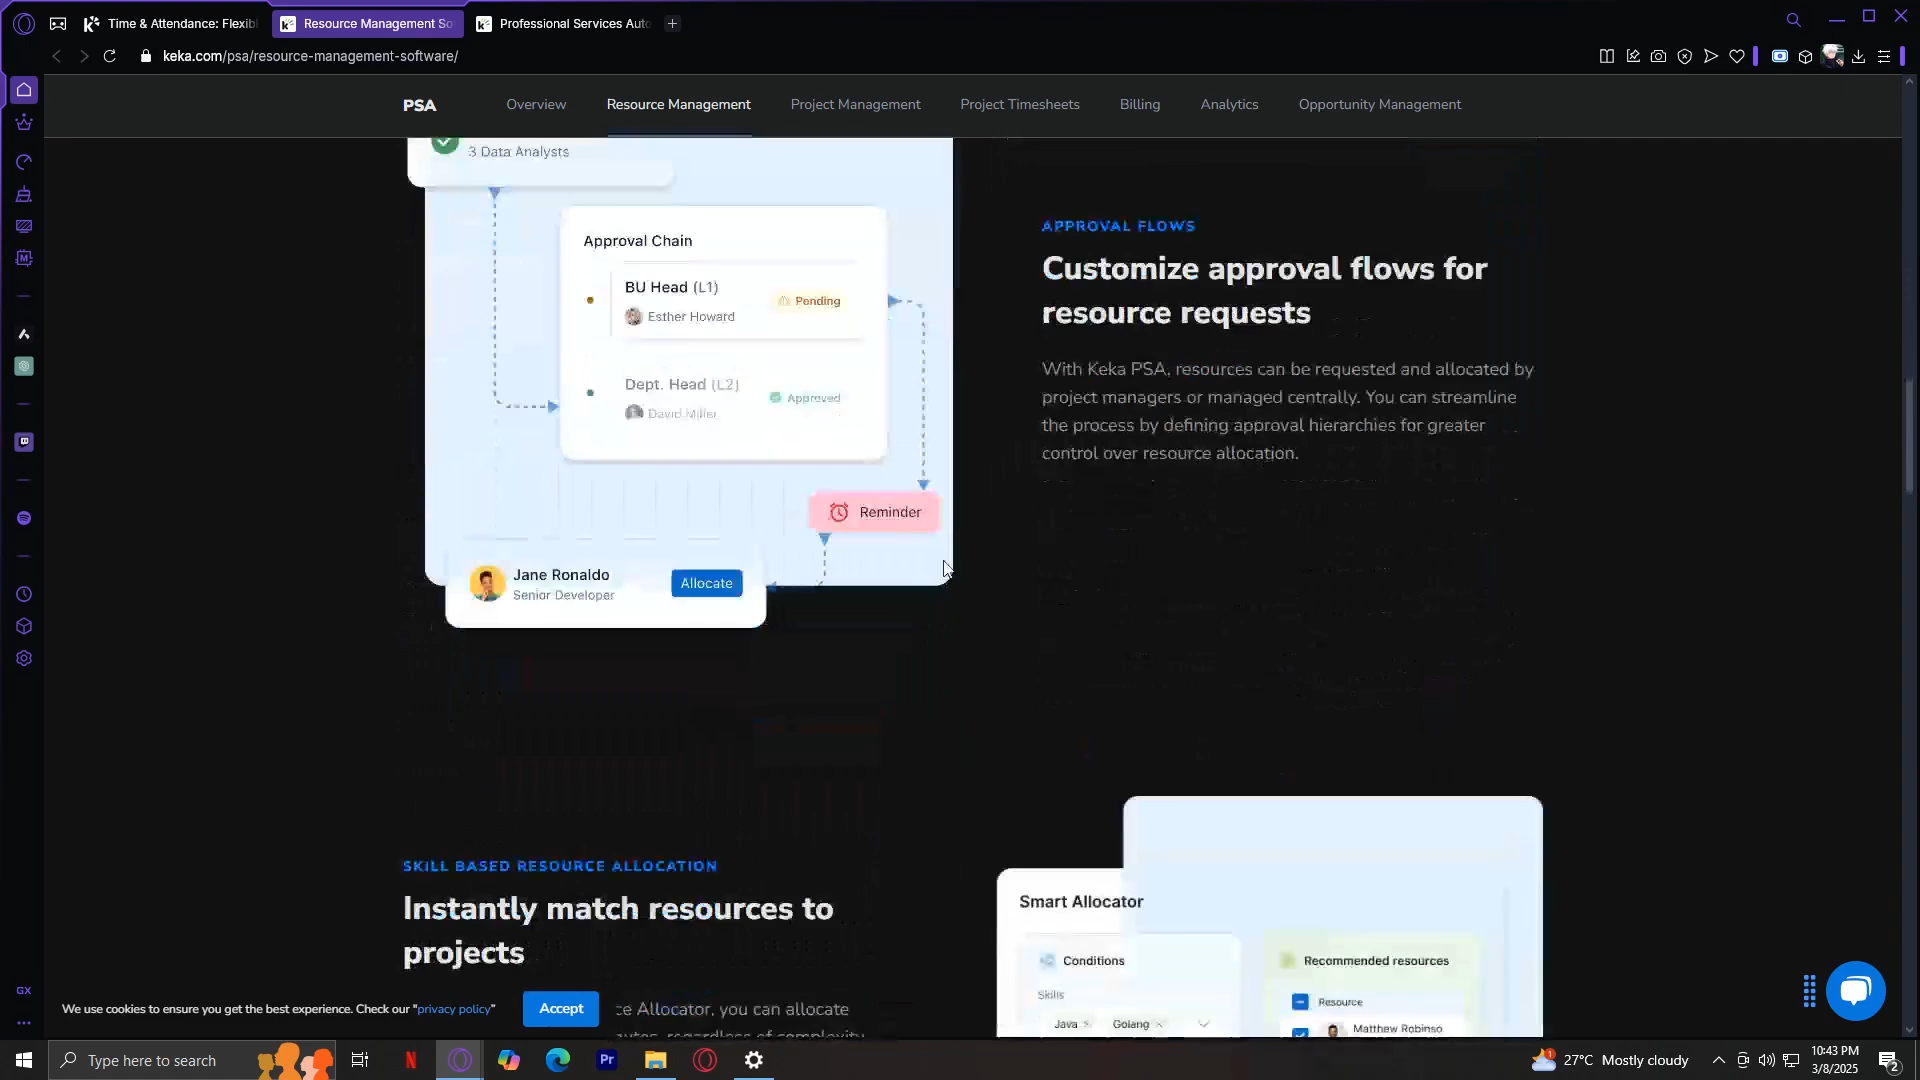 Time & Attendance: Flexib
Resource Management So
Professional Services Auto
keka.com/psa/resource-management-software/
PSA
Overview
Resource Management
Project Management
Project Timesheets
Billing
Analytics
Opportunity Management
3 Data Analysts
Approval Chain
BU Head (L1)
Esther Howard
Pending
Dept. Head (L2)
David Miller
Approved
Reminder
Jane Ronaldo
Senior Developer
Allocate
APPROVAL FLOWS
Customize approval flows for
resource requests
With Keka PSA, resources can be requested and allocated by
project managers or managed centrally. You can streamline
the process by defining approval hierarchies for greater
control over resource allocation.
SKILL BASED RESOURCE ALLOCATION
Instantly match resources to
projects
ce Allocator, you can allocate
regardless of complexity
Smart Allocator
Conditions
Skills
Java
Golang
Recommended resources
Resource
Matthew Robinso
We use cookies to ensure you get the best experience. Check our "privacy policy"
Accept
GX
Type here to search
27°C Mostly cloudy
10:43 PM
3/8/2025
2